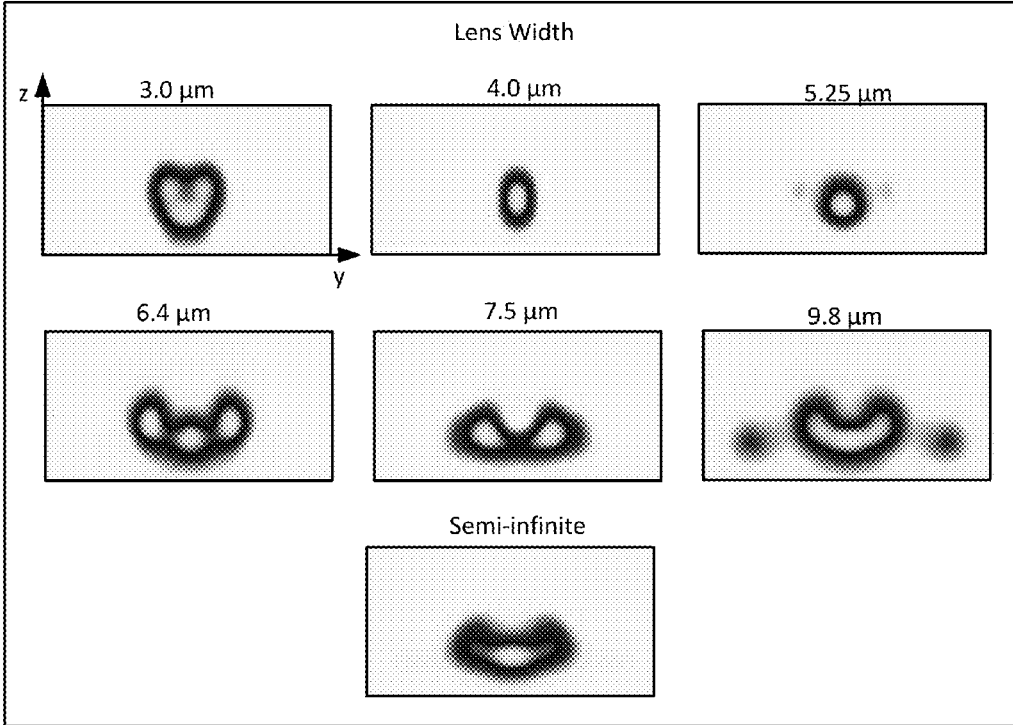 Lens Width
3.0 µm
4.0 µm
5.25 µm
z
y
6.4 µm
7.5 µm
9.8 µm
Semi-infinite